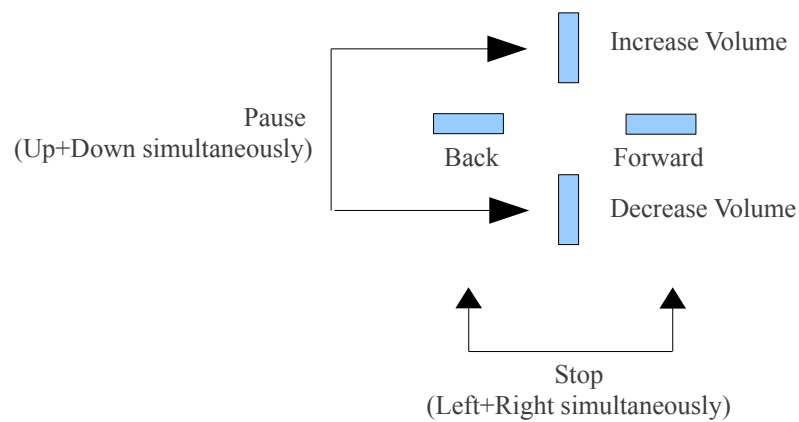 Increase Volume
Pause
(Up+Down simultaneously)
Back
Forward
Decrease Volume
Stop
(Left+Right simultaneously)